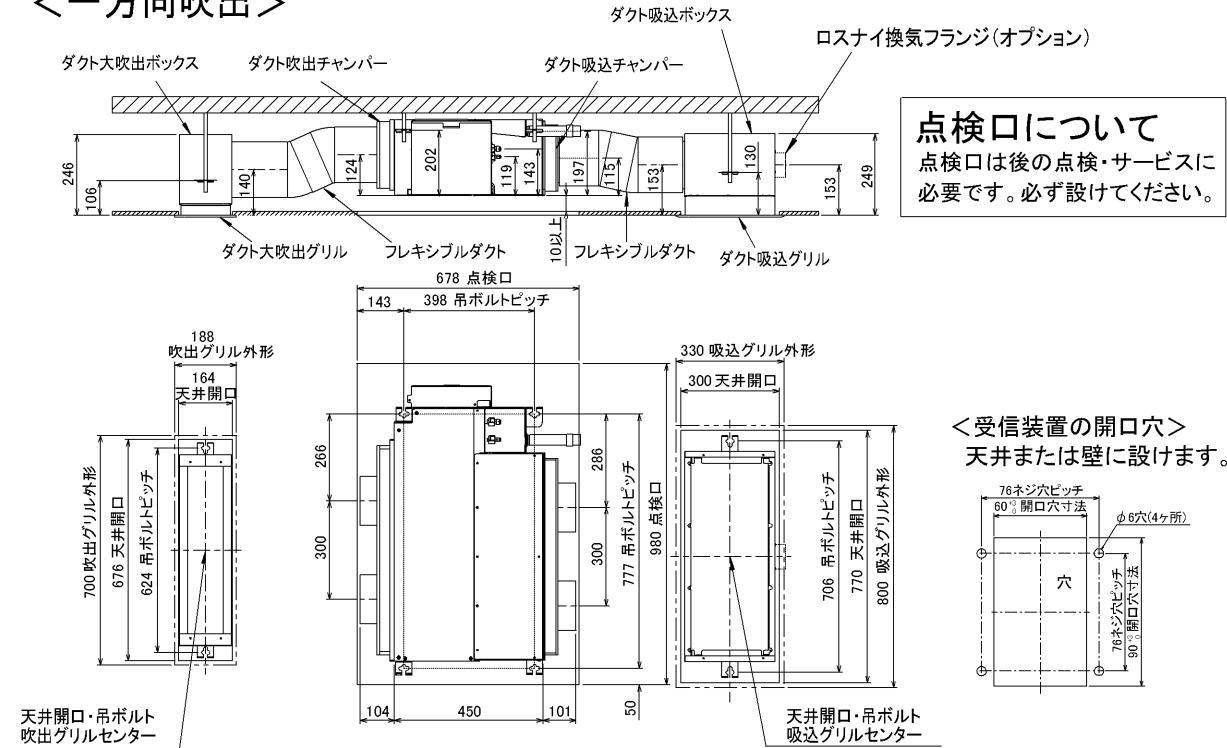 ＜一方向吹出＞
ダクト吸込ボックス
ロスナイ換気フランジ（オプション）
ダクト大吹出ボックス
ダクト吹出チャンバー
ダクト吸込チャンバー
点検口について
点検口は後の点検・サービスに
必要です。必ず設けてください。
246
106
140
124
202
119
143
197
115
153
130
153
249
10以上
ダクト大吹出グリル
フレキシブルダクト
フレキシブルダクト
ダクト吸込グリル
678 点検口
143
398 吊ボルトピッチ
188
吹出グリル外形
164
天井開口
330 吸込グリル外形
300 天井開口
700 吹出グリル外形
676 天井開口
624 吊ボルトピッチ
266
300
286
300
777 吊ボルトピッチ
980 点検口
706 吊ボルトピッチ
770 天井開口
800 吸込グリル外形
＜受信装置の開口穴＞
天井または壁に設けます。
76ネジ穴ピッチ
60 +3 0 開口穴寸法
φ6穴(4ヶ所)
穴
76ネジ穴ピッチ
90 +3 0 開口穴寸法
104
450
101
50
天井開口・吊ボルト
吹出グリルセンター
天井開口・吊ボルト
吸込グリルセンター